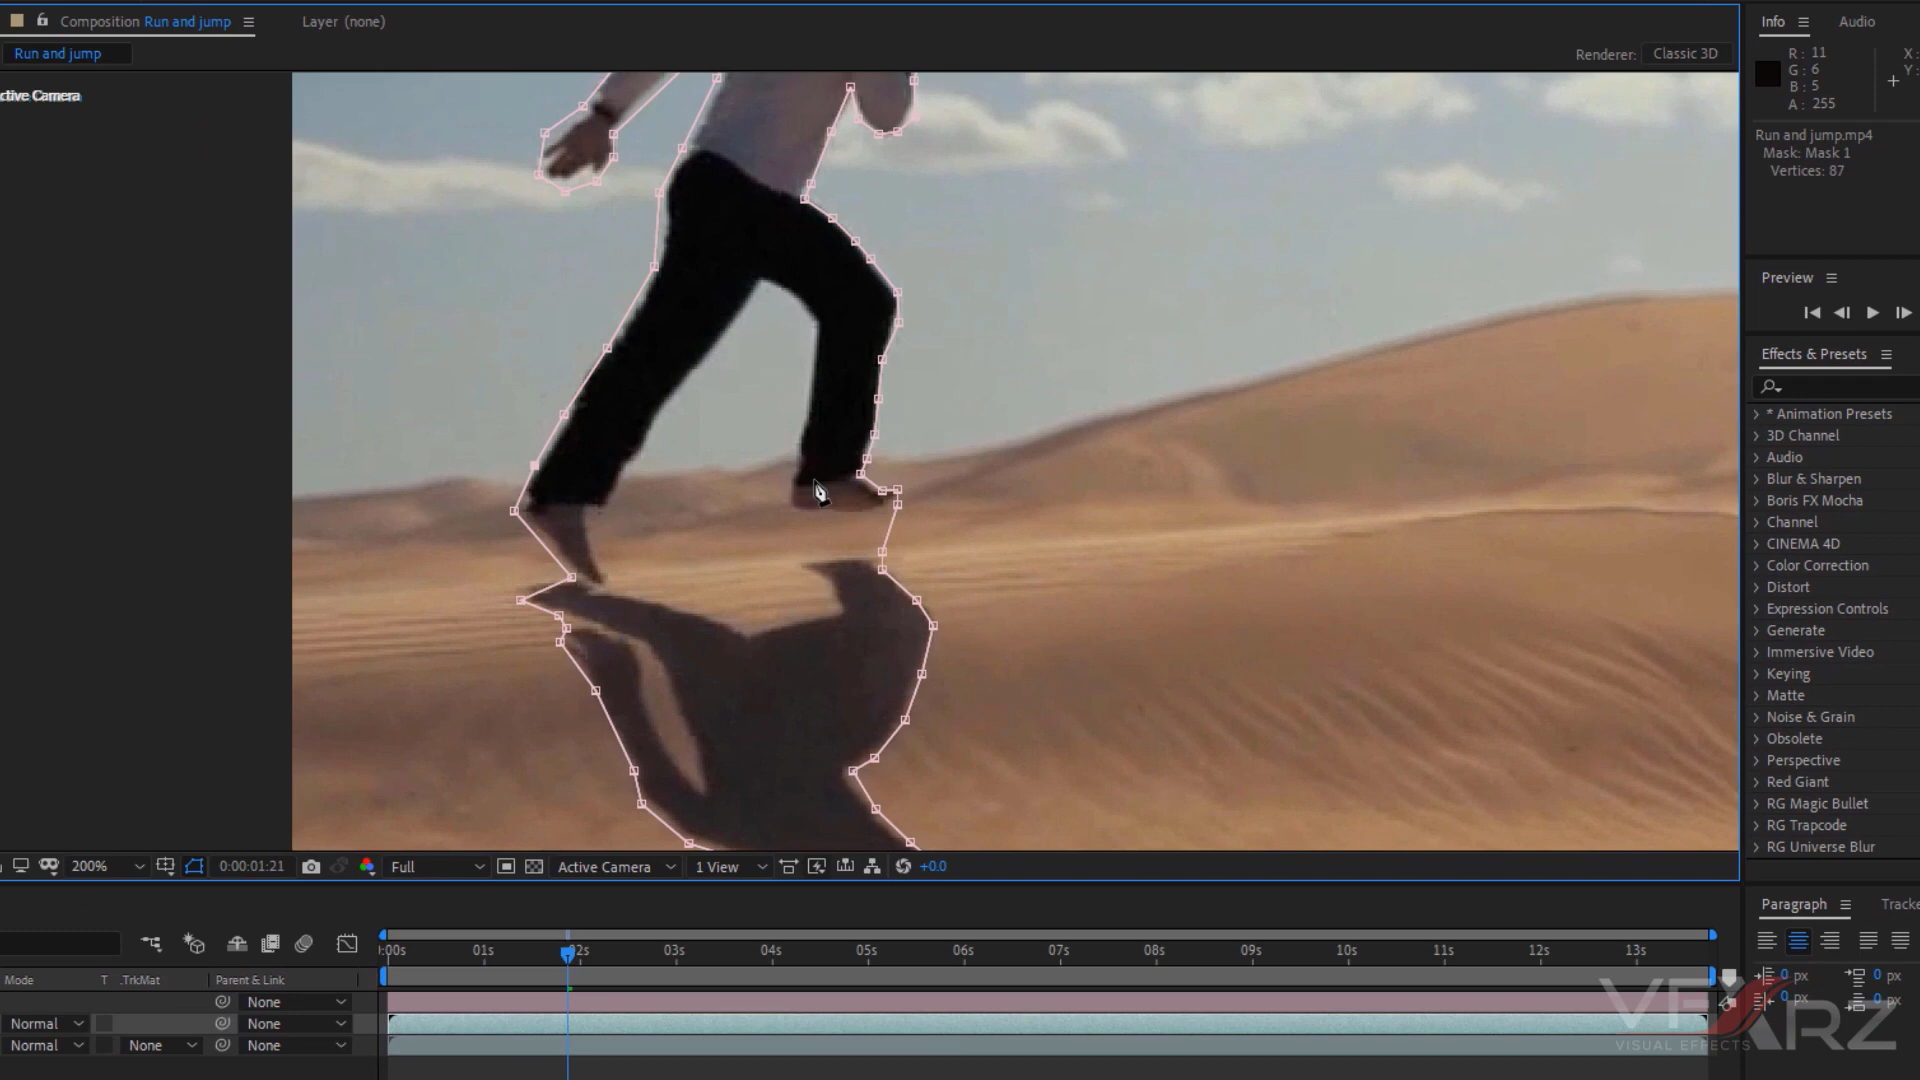 Composition Run and jump
Layer (none)
Run and jump
Renderer: Classic 3D
ctive Camera
Info
Audio
R : 11
G : 6
B : 5
A : 255
X :
Y :
Run and jump.mp4
Mask: Mask 1
Vertices: 87
Preview
Effects & Presets
* Animation Presets
3D Channel
Audio
Blur & Sharpen
Boris FX Mocha
Channel
CINEMA 4D
Color Correction
Distort
Expression Controls
Generate
Immersive Video
Keying
Matte
Noise & Grain
Obsolete
Perspective
Red Giant
RG Magic Bullet
RG Trapcode
RG Universe Blur
200%
0:00:01:21
Full
Active Camera
1 View
+0.0
Paragraph
Tracke
0 px
0 px
0 px
0 px
:00s 01s 02s 03s 04s 05s 06s 07s 08s 09s 10s 11s 12s 13s
Mode T .TrkMat Parent & Link
None
Normal None
Normal None None
VFXARZ
VISUAL EFFECTS